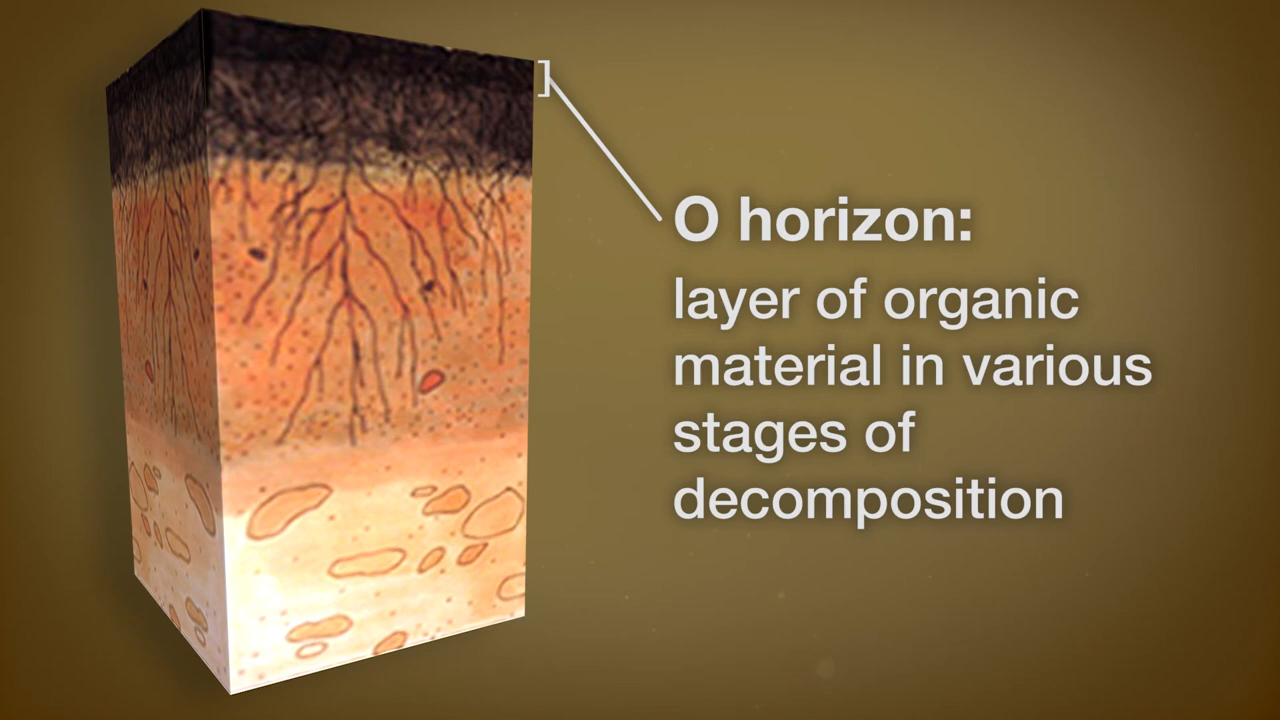 O horizon:
layer of organic
material in various
stages of
decomposition